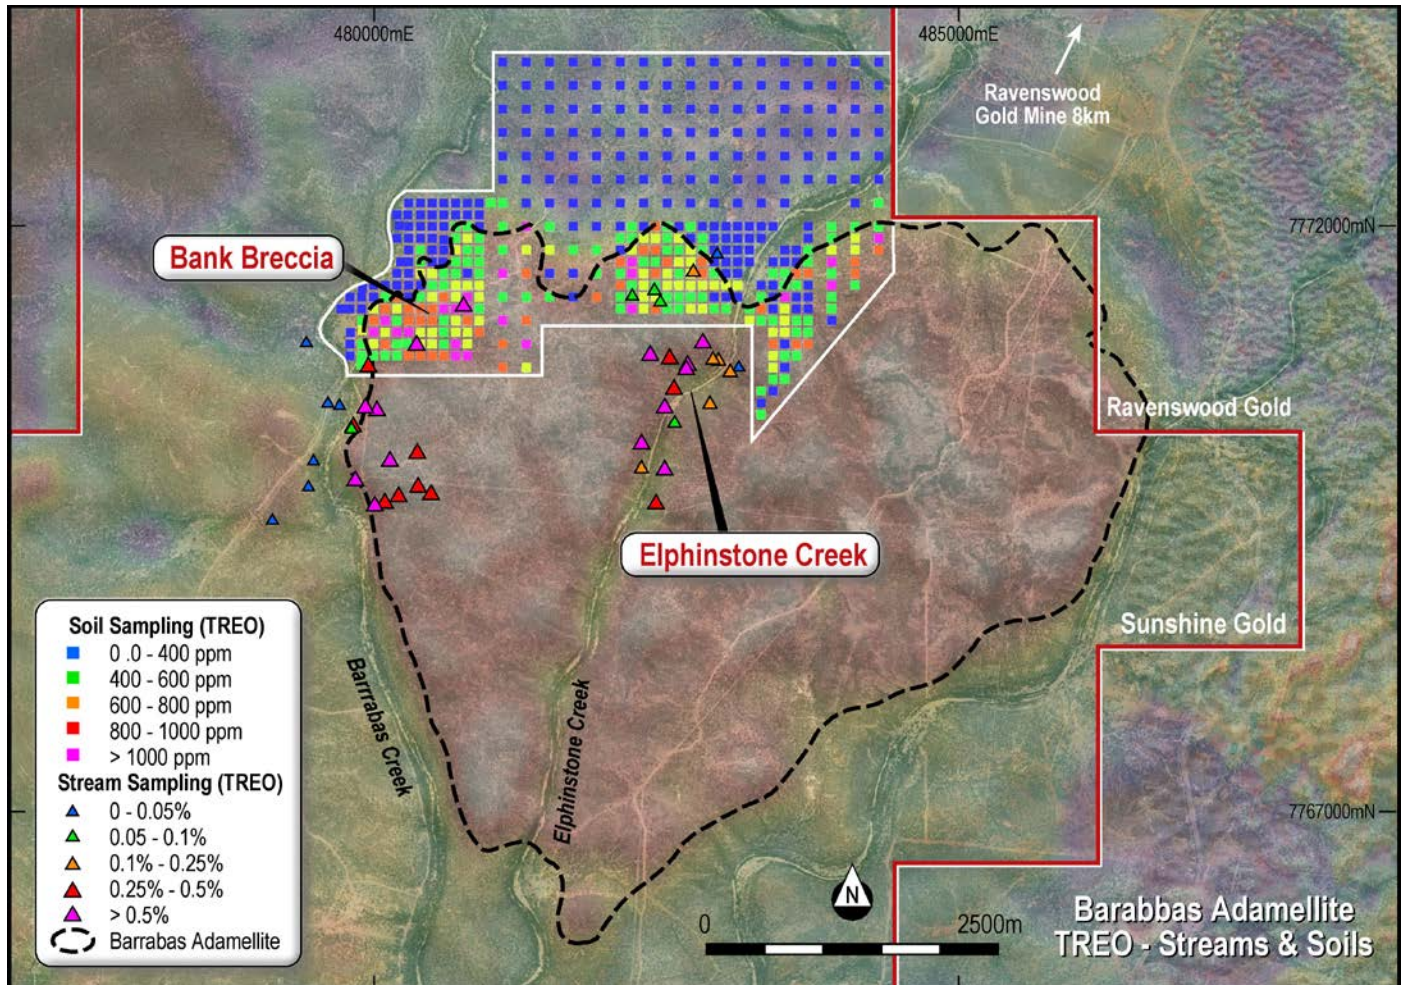 480000mE
485000mE
Ravenswood
Gold Mine 8km
7772000mN
Bank Breccia
Ravenswood Gold
Elphinstone Creek
Sunshine Gold
Soil Sampling (TREO)
0 .0 - 400 ppm
400 - 600 ppm
600 - 800 ppm
800 - 1000 ppm
> 1000 ppm
Stream Sampling (TREO)
0 - 0.05%
0.05 - 0.1%
0.1% - 0.25%
0.25% - 0.5%
> 0.5%
Barrabas Adamellite
Barrrabas Creek
Elphinstone Creek
7767000mN
N
0
2500m
Barabbas Adamellite
TREO - Streams & Soils